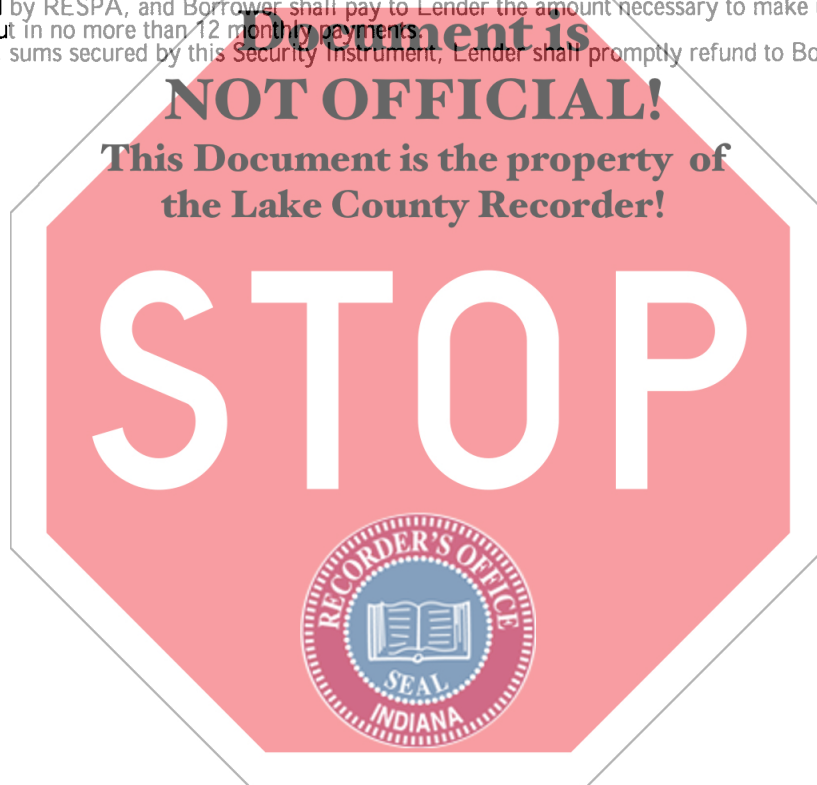 by RESPA, and Borrower shall pay to Lender the amount necessary to make
in no more than 12 monthly payments.
sums secured by this Security Instrument, Lender shall promptly refund to
Document is
NOT OFFICIAL!
This Document is the property of
the Lake County Recorder!
STOP
RECORDER'S OFFICE
SEAL
INDIANA